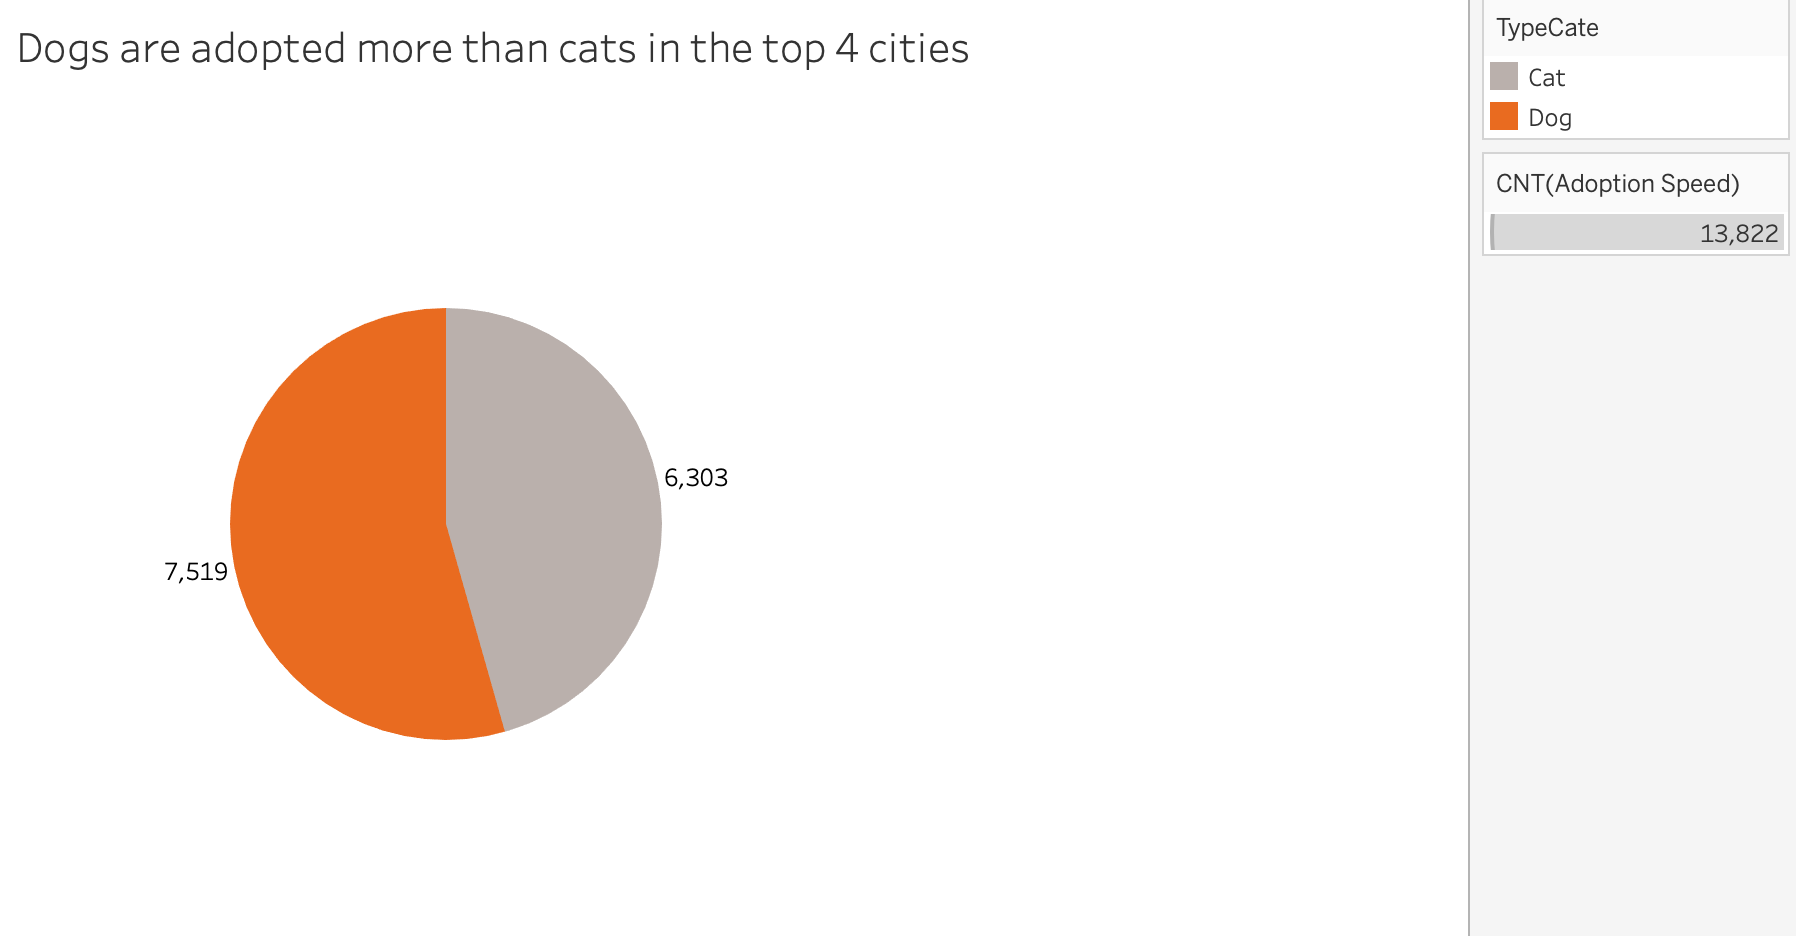 Dogs are adopted more than cats in the top 4 cities
TypeCate
Cat
Dog
CNT(Adoption Speed)
13,822
6,303
7,519